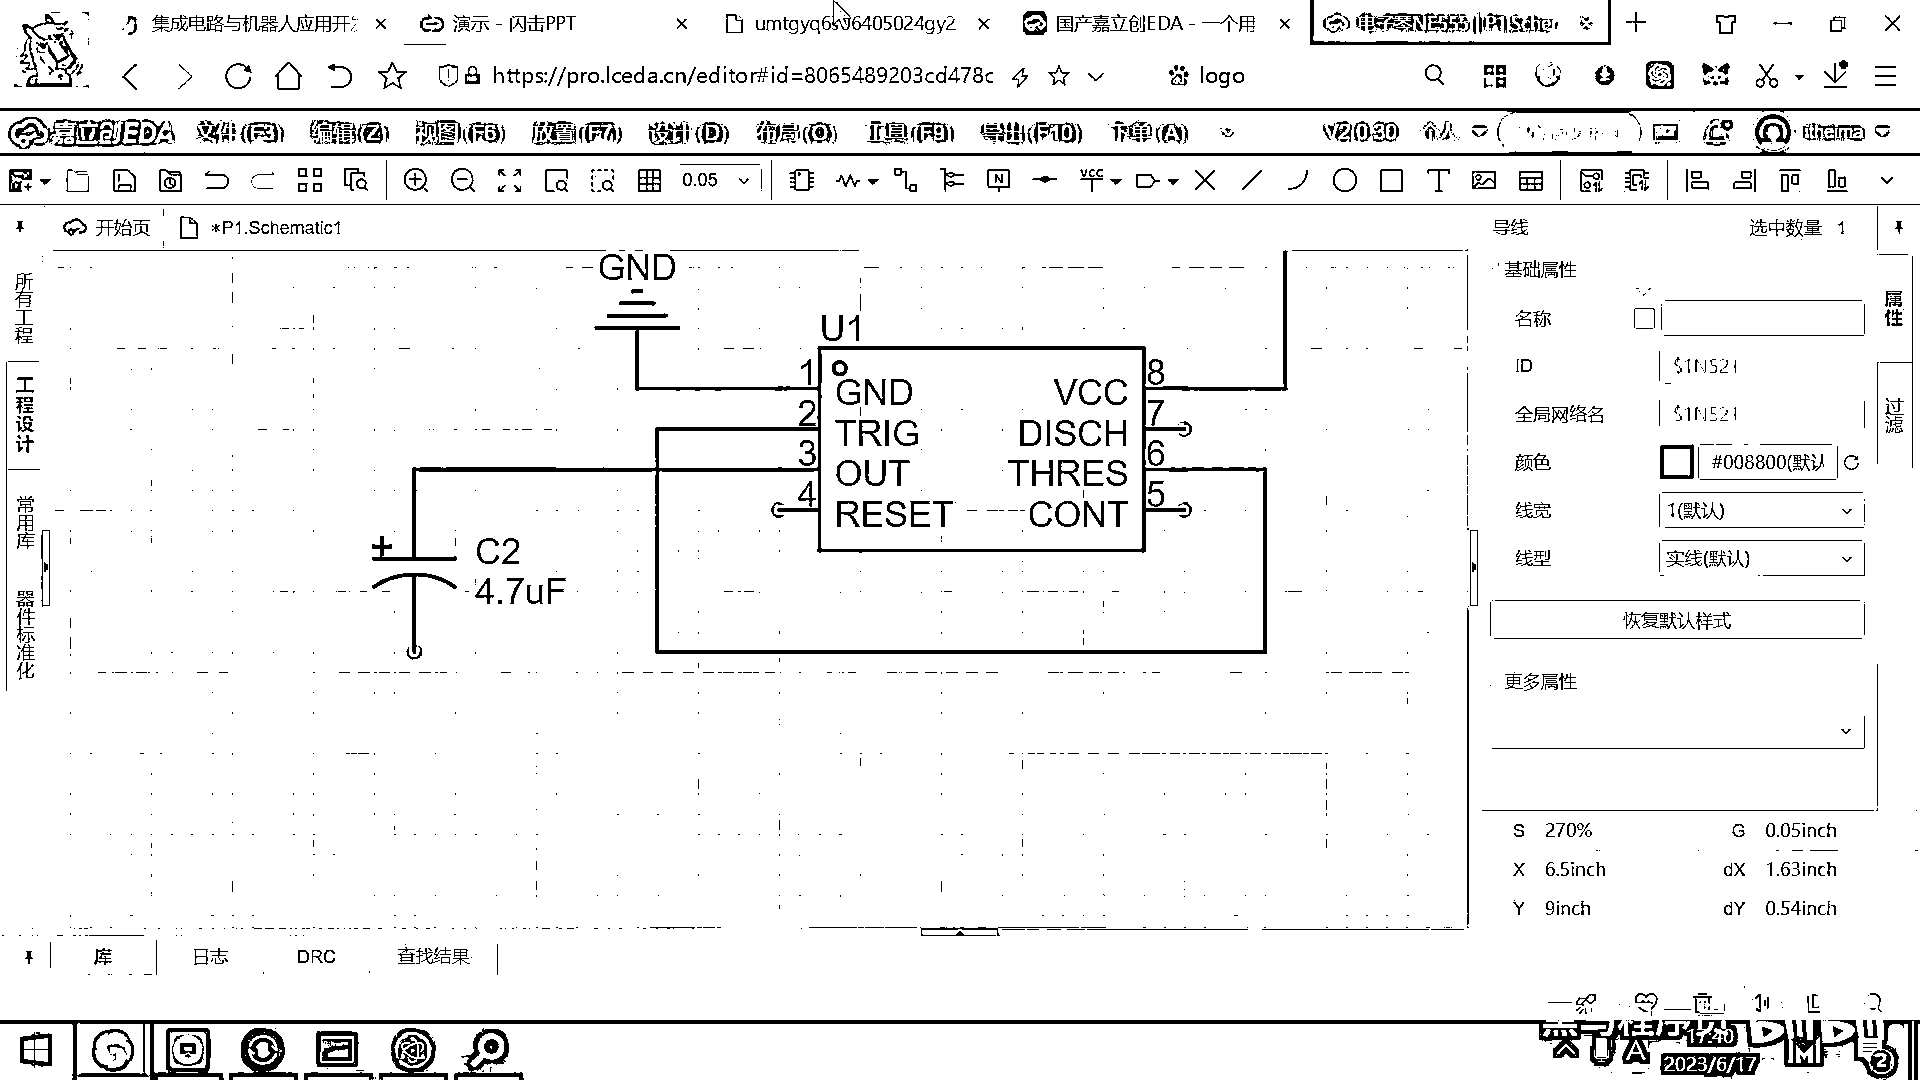 集成电路与机器人应用开发
演示 - 闪击PPT
国产嘉立创EDA - 一个用
https://pro.lceda.cn/editor#id=8065489203cd478c
logo
嘉立创EDA 文件(F3) 编辑(Z) 视图(F6) 放置(F7) 设计(D) 布局(O) 工具(F9) 导出(F10) 下单(A) V2.0.30 个人 ithema
0.05
开始页 *P1.Schematic1
所有工程
工程设计
常用库
器件标准化
GND
U1
1 GND VCC 8
2 TRIG DISCH 7
3 OUT THRES 6
4 RESET CONT 5
+ C2
4.7uF
导线 选中数量 1
基础属性
名称
ID $1N521
全局网络名 $1N521
颜色 #008800(默认
线宽 1(默认)
线型 实线(默认)
恢复默认样式
更多属性
属性
过滤
S 270% G 0.05inch
X 6.5inch dX 1.63inch
Y 9inch dY 0.54inch
库 日志 DRC 查找结果
17:40
2023/6/17
2